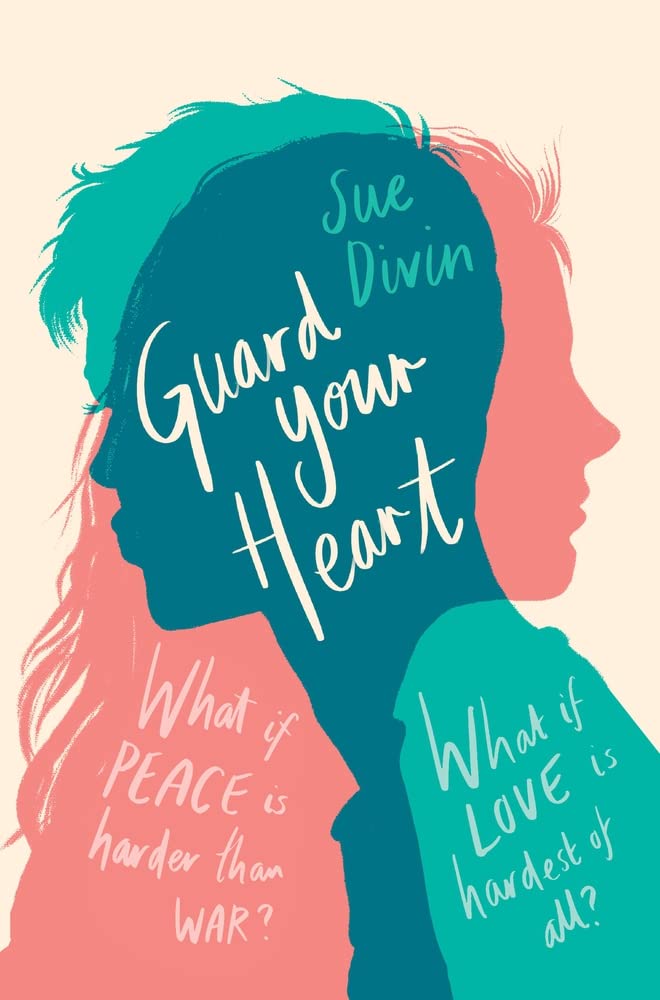 Sue
Divin
Guard
your
Heart
What if
PEACE is
harder than
WAR?
What if
LOVE is
hardest of
all?